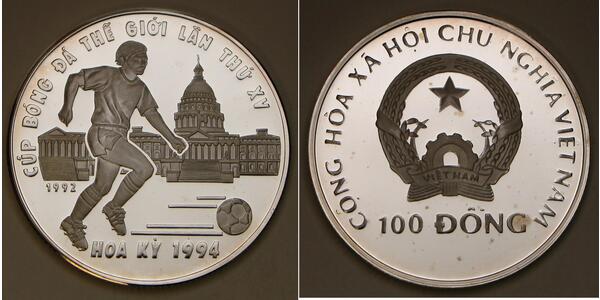 CÚP BÓNG ĐÁ THẾ GIỚI LẦN THỨ XV
1992
HOA KỲ 1994
CỘNG HÒA XÃ HỘI CHỦ NGHĨA VIỆT NAM
VIỆT NAM
100 ĐỒNG